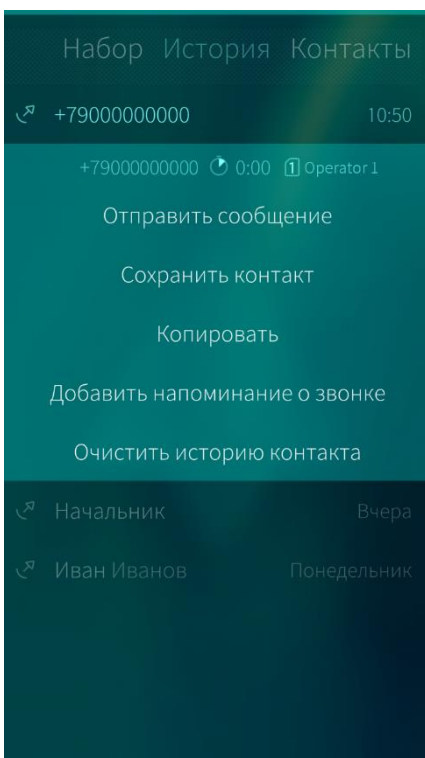 Набор История Контакты
+79000000000 10:50
+79000000000 0:00 1 Operator 1
Отправить сообщение
Сохранить контакт
Копировать
Добавить напоминание о звонке
Очистить историю контакта
Начальник Вчера
Иван Иванов Понедельник